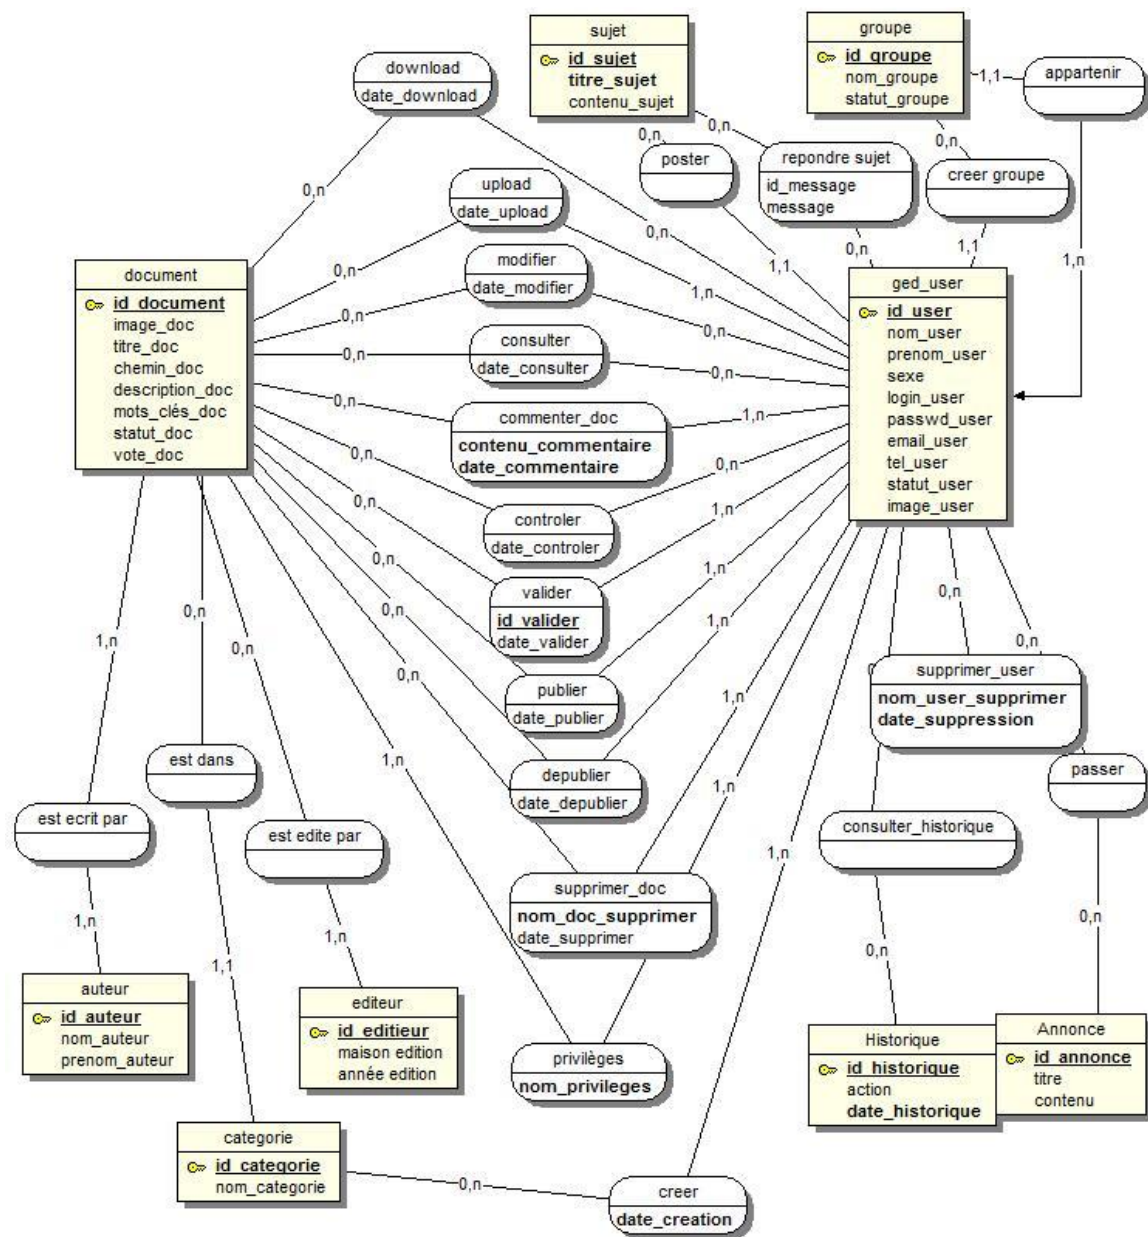 sujet
id_sujet
titre_sujet
contenu_sujet
groupe
id_groupe
nom_groupe
statut_groupe
1,1
appartenir
download
date_download
0,n
0,n
0,n
poster
repondre sujet
id_message
message
0,n
creer groupe
0,n
upload
date_upload
0,n
1,1
0,n
1,1
1,n
document
id_document
image_doc
titre_doc
chemin_doc
description_doc
mots_clés_doc
statut_doc
vote_doc
0,n
modifier
date_modifier
1,n
ged_user
id_user
nom_user
prenom_user
sexe
login_user
passwd_user
email_user
tel_user
statut_user
image_user
0,n
0,n
0,n
consulter
date_consulter
0,n
0,n
commenter_doc
contenu_commentaire
date_commentaire
1,n
0,n
controler
date_controler
0,n
0,n
valider
id_valider
date_valider
1,n
0,n
publier
date_publier
1,n
0,n
depublier
date_depublier
1,n
0,n
supprimer_doc
nom_doc_supprimer
date_supprimer
1,n
1,n
privilèges
nom_privileges
1,n
1,n
est ecrit par
1,n
0,n
est dans
1,1
0,n
est edite par
1,n
0,n
supprimer_user
nom_user_supprimer
date_suppression
0,n
passer
0,n
consulter_historique
0,n
1,n
auteur
id_auteur
nom_auteur
prenom_auteur
editeur
id_editieur
maison edition
année edition
Historique
id_historique
action
date_historique
Annonce
id_annonce
titre
contenu
categorie
id_categorie
nom_categorie
0,n
creer
date_creation